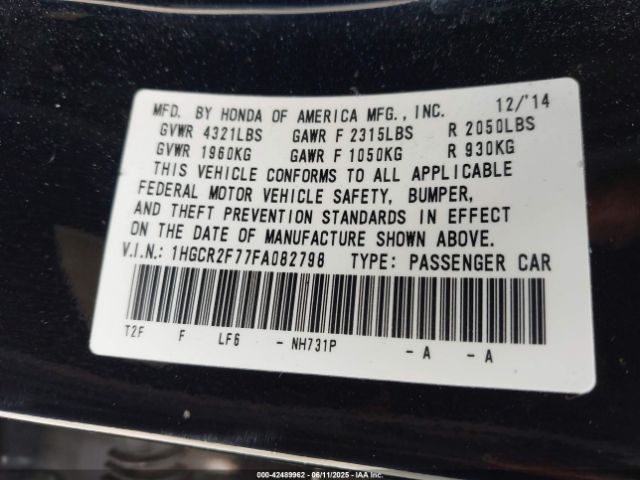 MFD. BY HONDA OF AMERICA MFG., INC. 12/'14
GVWR 4321LBS GAWR F 2315LBS R 2050LBS
GVWR 1960KG GAWR F 1050KG R 930KG
THIS VEHICLE CONFORMS TO ALL APPLICABLE
FEDERAL MOTOR VEHICLE SAFETY, BUMPER,
AND THEFT PREVENTION STANDARDS IN EFFECT
ON THE DATE OF MANUFACTURE SHOWN ABOVE.
V.I.N.: 1HGCR2F77FA082798 TYPE: PASSENGER CAR
T2F F LF6 - NH731P - A - A
000-42489962 - 06/11/2025 - IAAI.COM